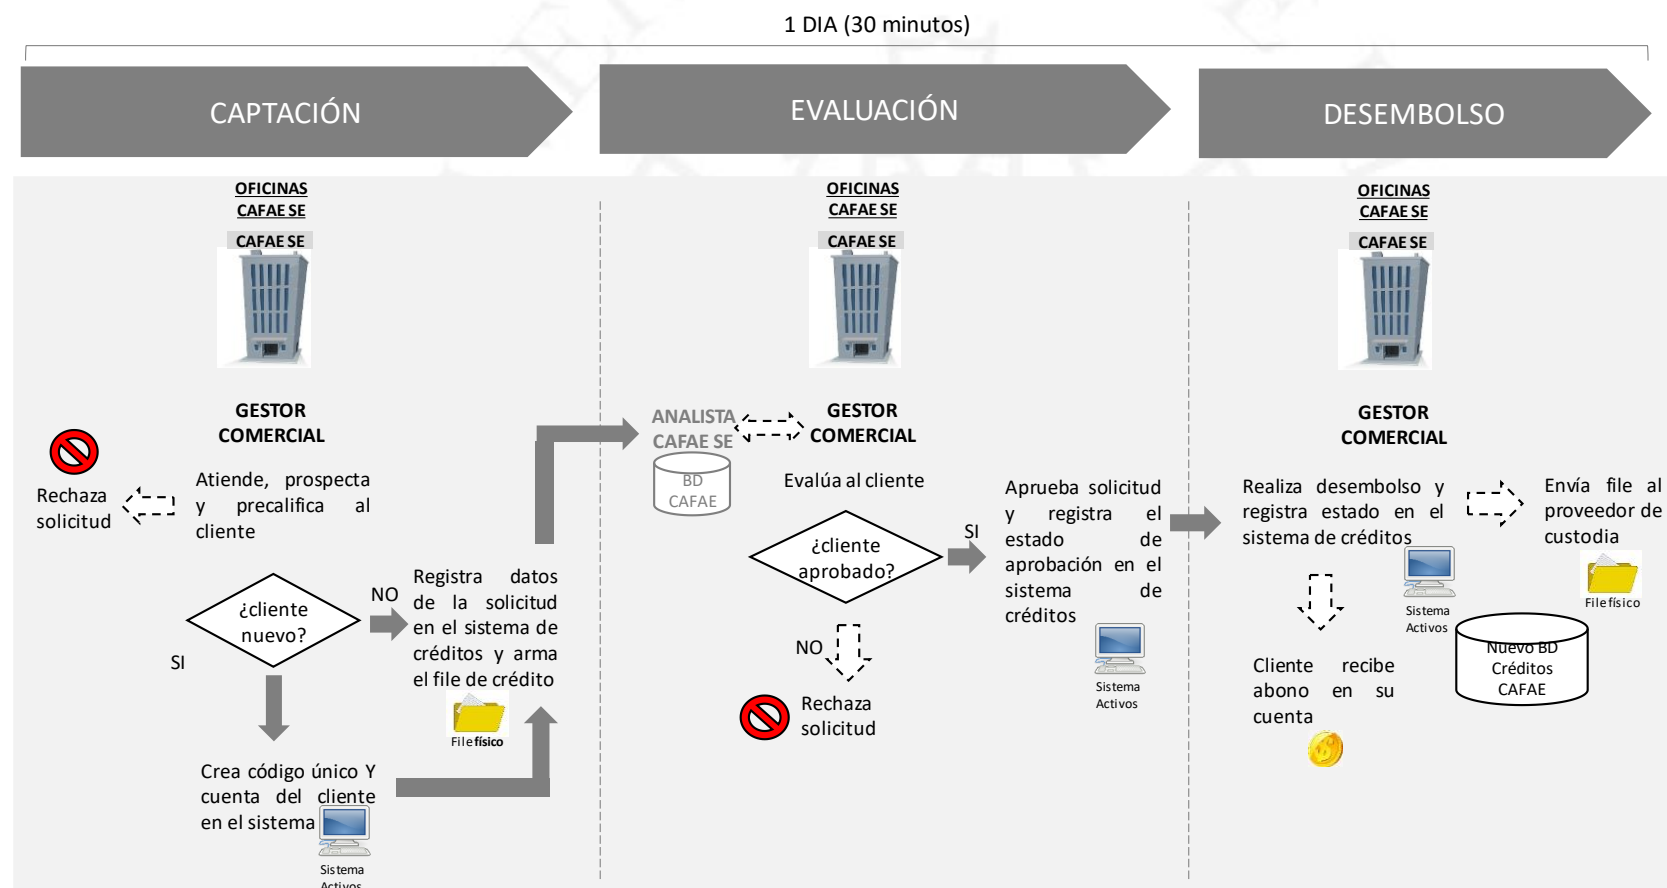 1 DIA (30 minutos)
CAPTACIÓN
EVALUACIÓN
DESEMBOLSO
OFICINAS
CAFAE SE
CAFAE SE
GESTOR
COMERCIAL
Rechaza
solicitud
Atiende, prospecta
y precalifica al
cliente
¿cliente
nuevo?
NO
SI
Registra datos
de la solicitud
en el sistema de
créditos y arma
el file de crédito
File físico
Crea código único Y
cuenta del cliente
en el sistema
Sistema
Activos
OFICINAS
CAFAE SE
CAFAE SE
ANALISTA
CAFAE SE
BD
CAFAE
GESTOR
COMERCIAL
Evalúa al cliente
¿cliente
aprobado?
SI
NO
Rechaza
solicitud
Aprueba solicitud
y registra el
estado de
aprobación en el
sistema de
créditos
Sistema
Activos
OFICINAS
CAFAE SE
CAFAE SE
GESTOR
COMERCIAL
Realiza desembolso y
registra estado en el
sistema de créditos
Sistema
Activos
Envía file al
proveedor de
custodia
File físico
Cliente recibe
abono en su
cuenta
Nuevo BD
Créditos
CAFAE